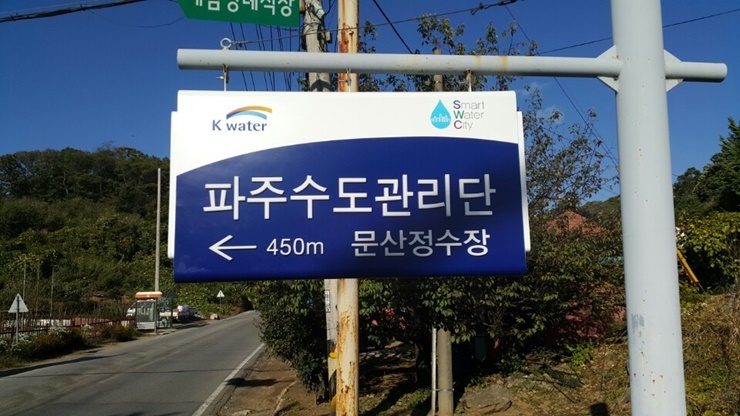 K water
Smart
Water
City
파주수도관리단
← 450m 문산정수장